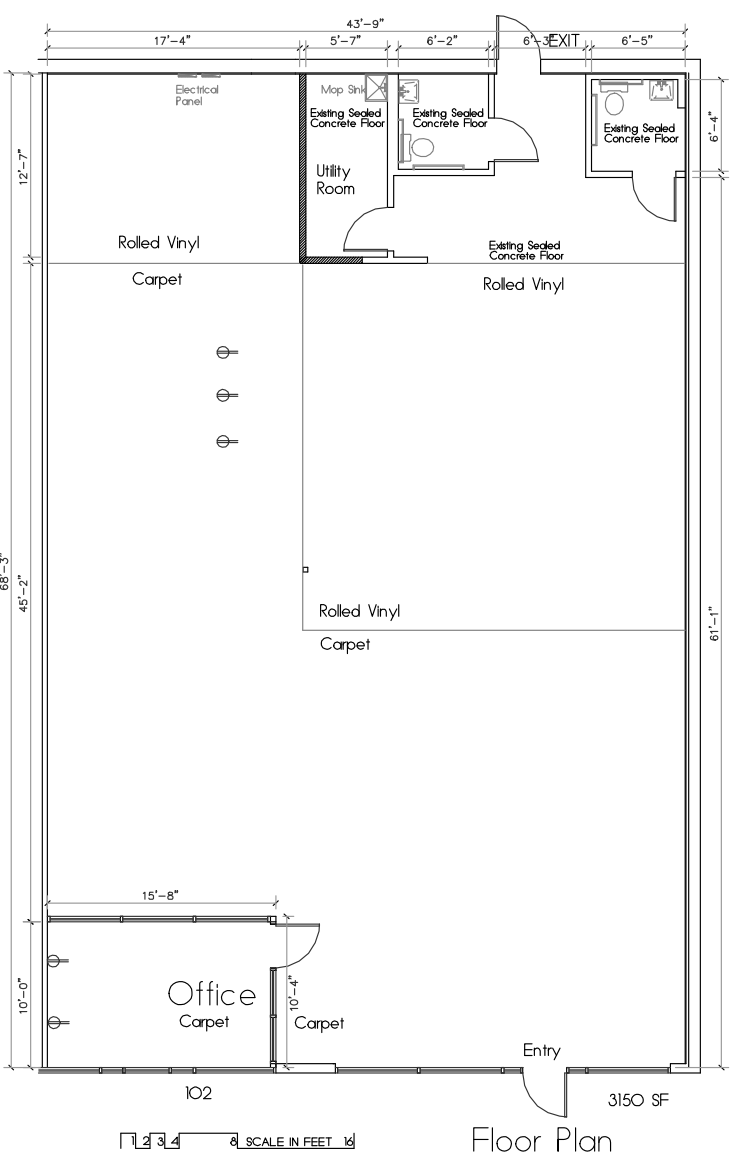 43'-9"
17'-4"
5'-7"
6'-2"
6'-3"
EXIT
6'-5"
Electrical
Panel
Mop Sink
Existing Sealed
Concrete Floor
Existing Sealed
Concrete Floor
Existing Sealed
Concrete Floor
6'-4"
12'-7"
Utility
Room
Rolled Vinyl
Existing Sealed
Concrete Floor
Carpet
Rolled Vinyl
68'-3"
45'-2"
Rolled Vinyl
61'-1"
Carpet
15'-8"
10'-0"
Office
10'-4"
Carpet
Carpet
Entry
102
3150 SF
1 2 3 4 8 SCALE IN FEET 16
Floor Plan